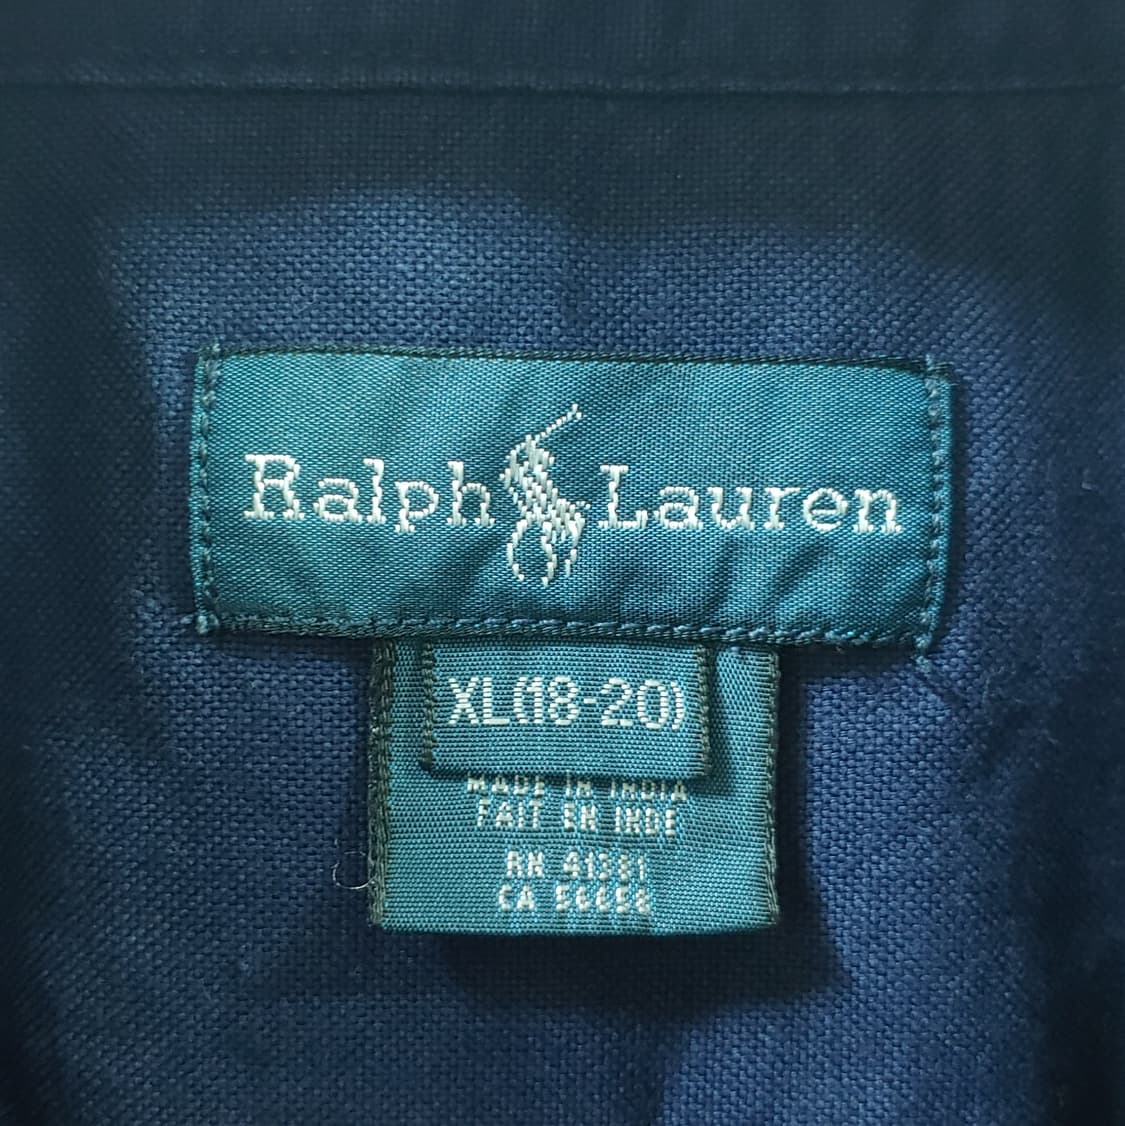 Ralph Lauren
XL(18-20)
MADE IN INDIA
FAIT EN INDE
RN 41381
CA 56658